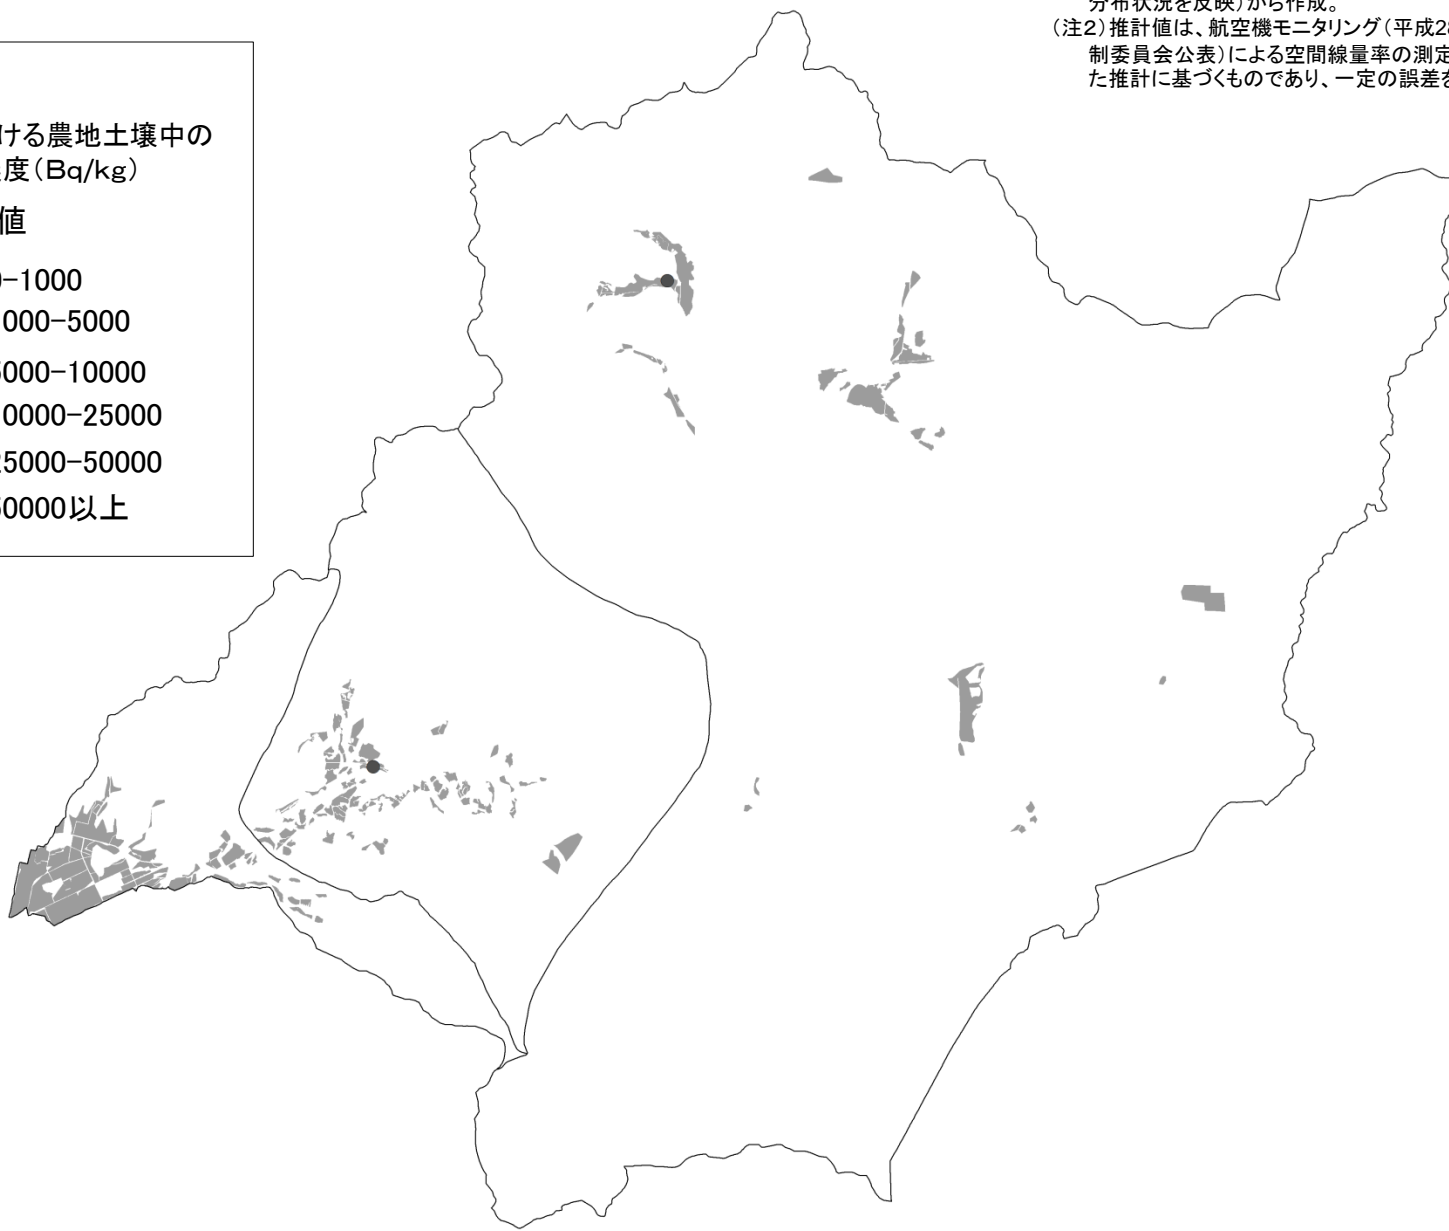 ける農地土壌中の
度(Bq/kg)
値
0-1000
000-5000
5000-10000
0000-25000
25000-50000
50000以上
分布状況を反映)から作成。
(注2)推計値は、航空機モニタリング(平成28
制委員会公表)による空間線量率の測定
た推計に基づくものであり、一定の誤差を